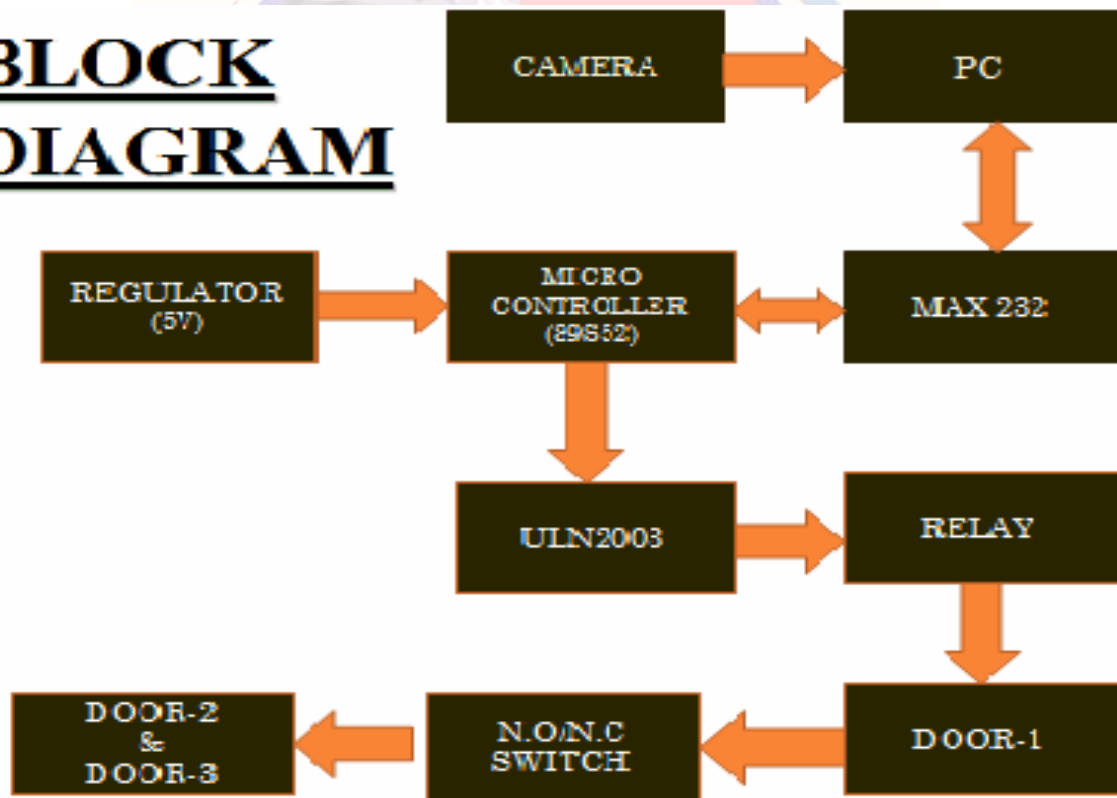 BLOCK
DIAGRAM
CAMERA
PC
REGULATOR
(5V)
MICRO
CONTROLLER
(89S52)
MAX 232
ULN2003
RELAY
DOOR-2
&
DOOR-3
N.O/N.C
SWITCH
DOOR-1